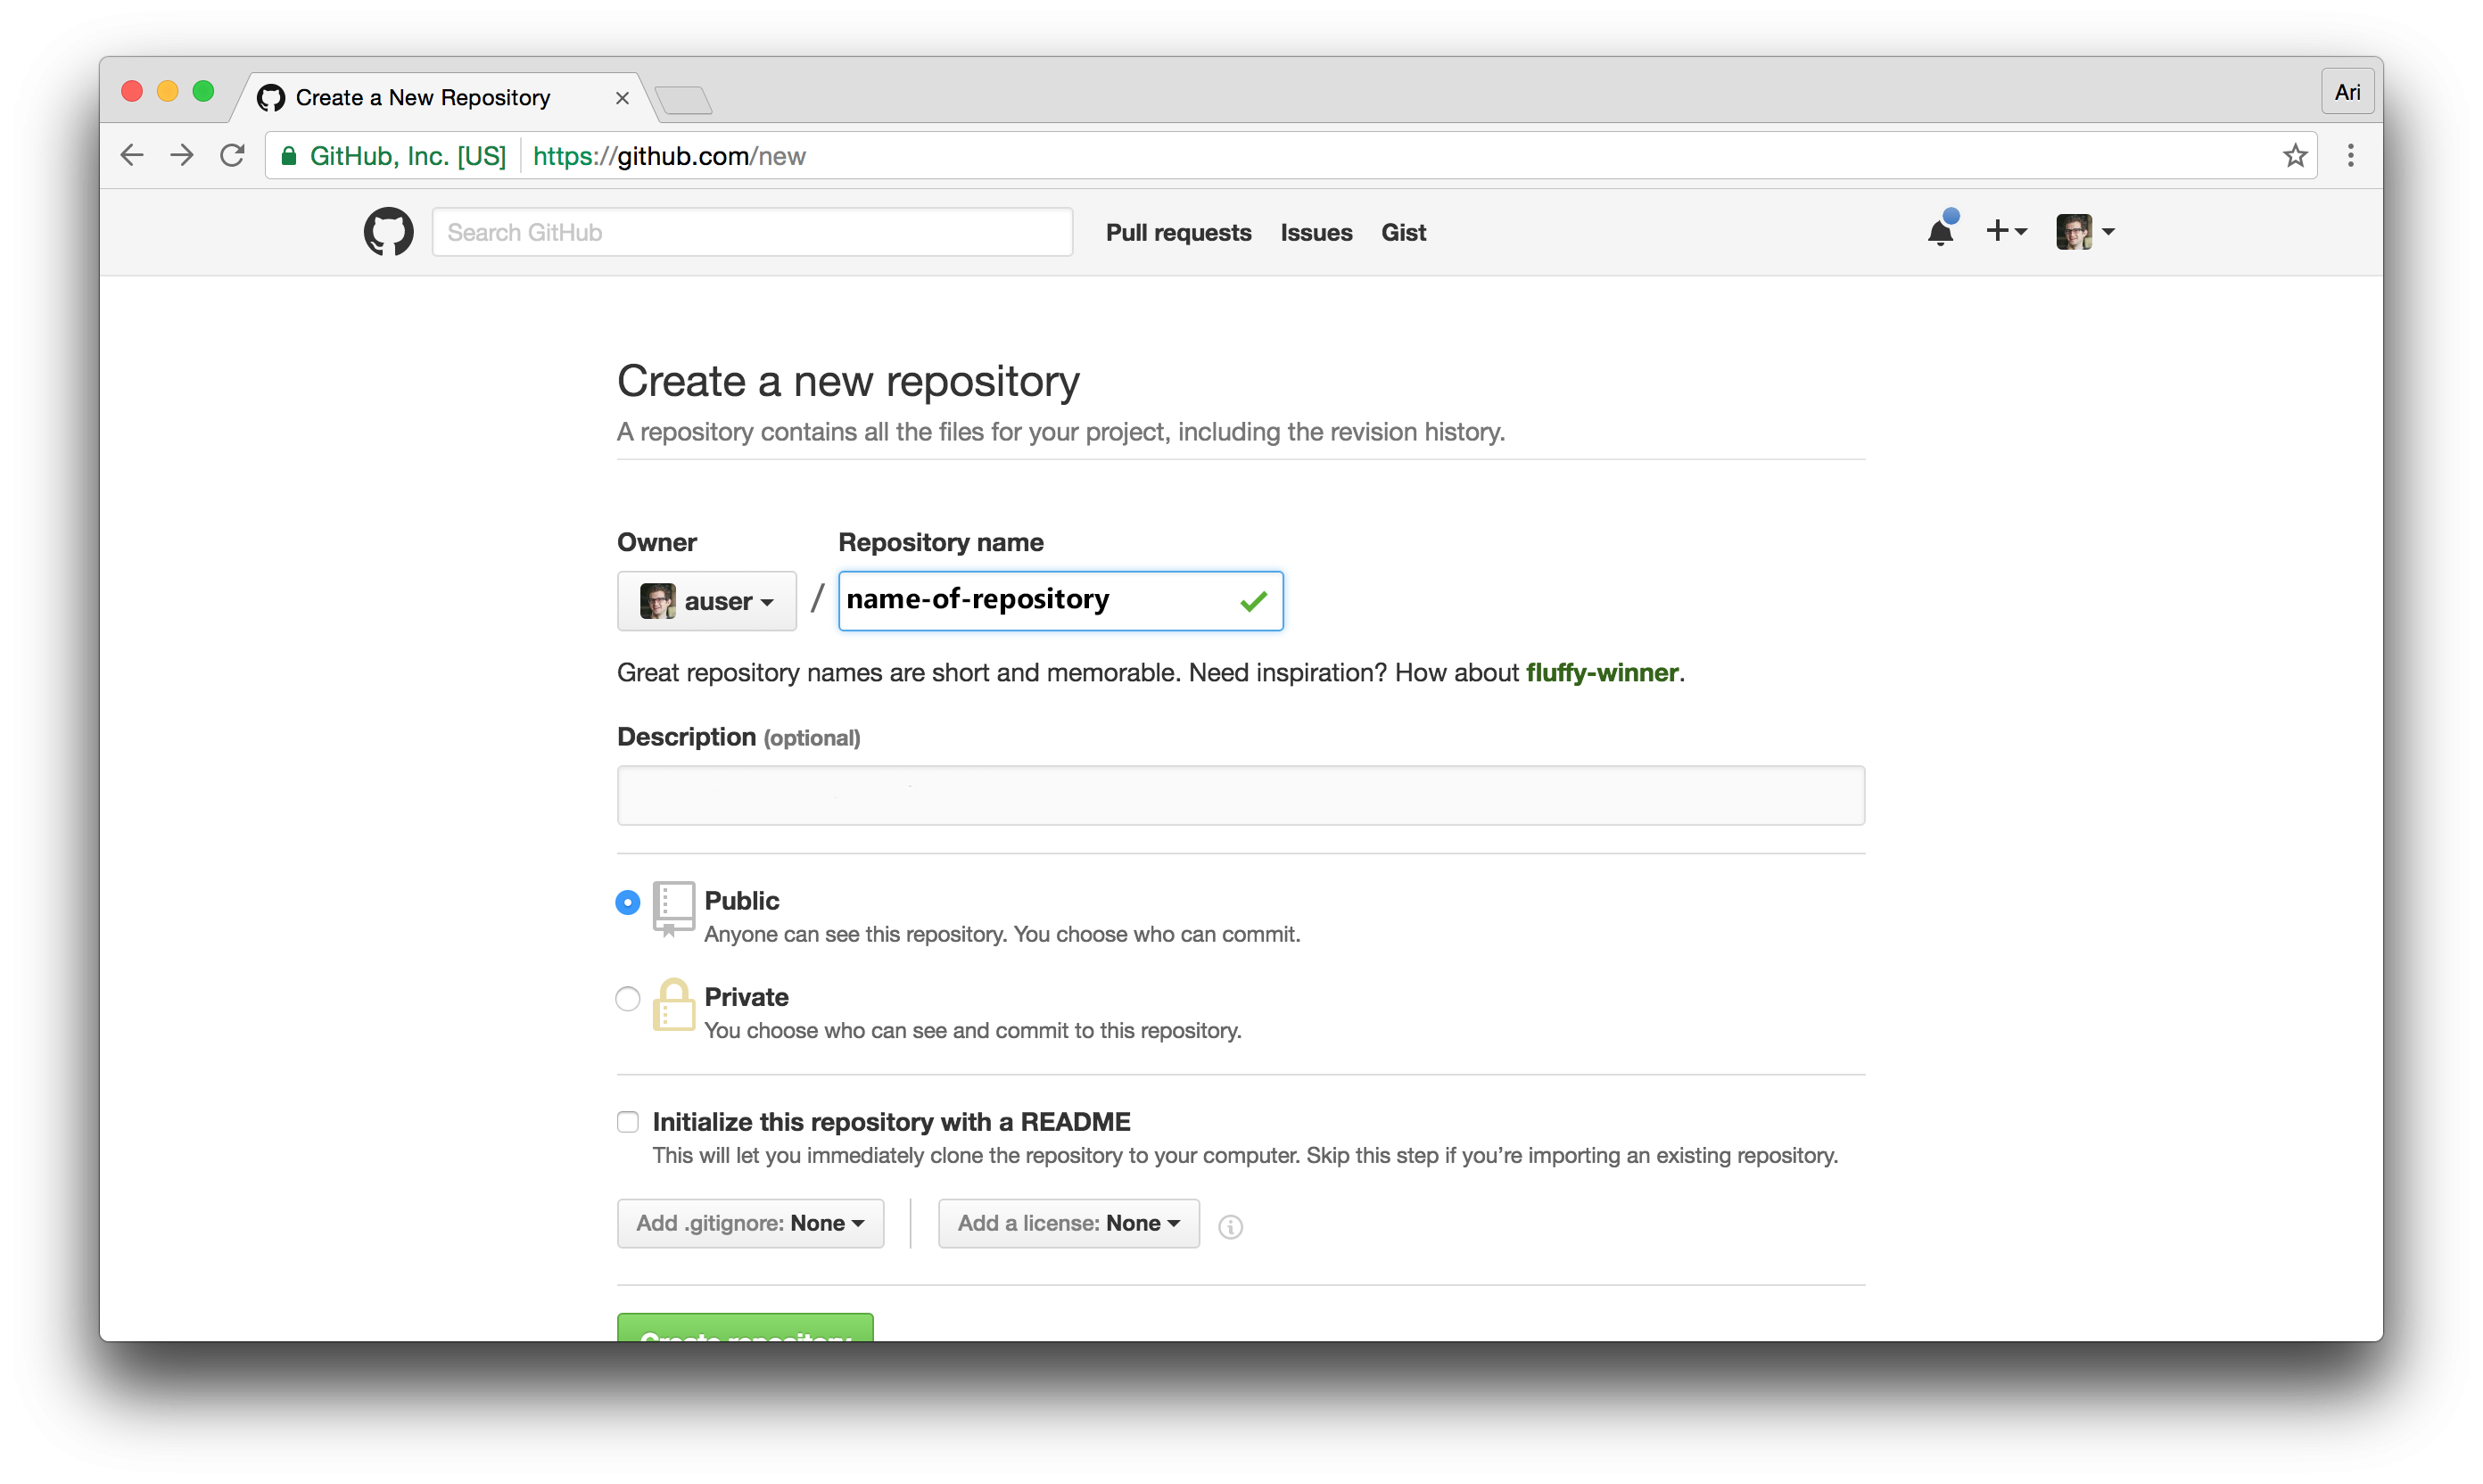 Create a New Repository
Ari
GitHub, Inc. [US] https://github.com/new
Search GitHub Pull requests Issues Gist
Create a new repository
A repository contains all the files for your project, including the revision history.
Owner Repository name
auser / name-of-repository
Great repository names are short and memorable. Need inspiration? How about fluffy-winner.
Description (optional)
Public
Anyone can see this repository. You choose who can commit.
Private
You choose who can see and commit to this repository.
Initialize this repository with a README
This will let you immediately clone the repository to your computer. Skip this step if you’re importing an existing repository.
Add .gitignore: None Add a license: None
Create repository